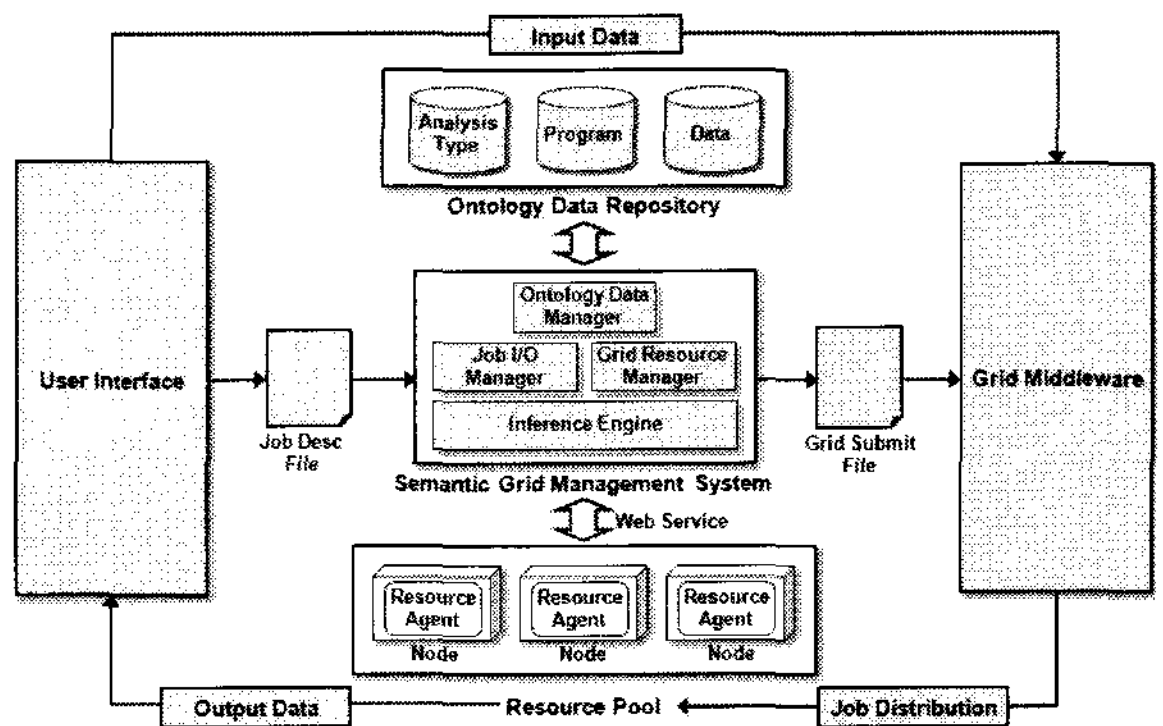 Input Data
Analysis
Type
Program
Data
Ontology Data Repository
Ontology Data
Manager
Job I/O
Manager
Grid Resource
Manager
Inference Engine
Semantic Grid Management System
User Interface
Job Desc
File
Grid Submit
File
Grid Middleware
Web Service
Resource
Agent
Node
Resource
Agent
Node
Resource
Agent
Node
Output Data
Resource Pool
Job Distribution